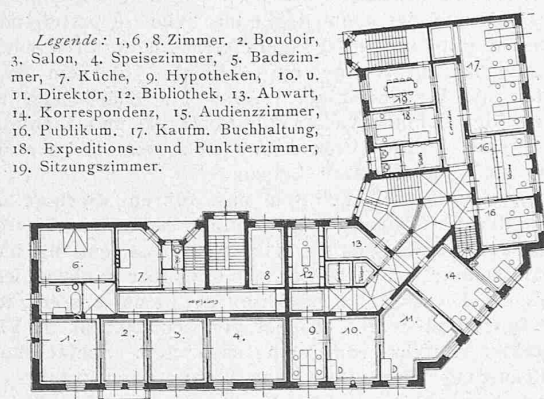 Legende: 1., 6, 8. Zimmer. 2. Boudoir,
3. Salon, 4. Speisezimmer, 5. Badezim-
mer, 7. Küche, 9. Hypotheken, 10. u.
11. Direktor, 12. Bibliothek, 13. Abwart,
14. Korrespondenz, 15. Audienzzimmer,
16. Publikum. 17. Kaufm. Buchhaltung,
18. Expeditions- und Punktierzimmer,
19. Sitzungszimmer.
17.
19.
18.
16.
13.
6.
7.
8.
12
14.
1.
2.
3.
4.
9.
10.
11.